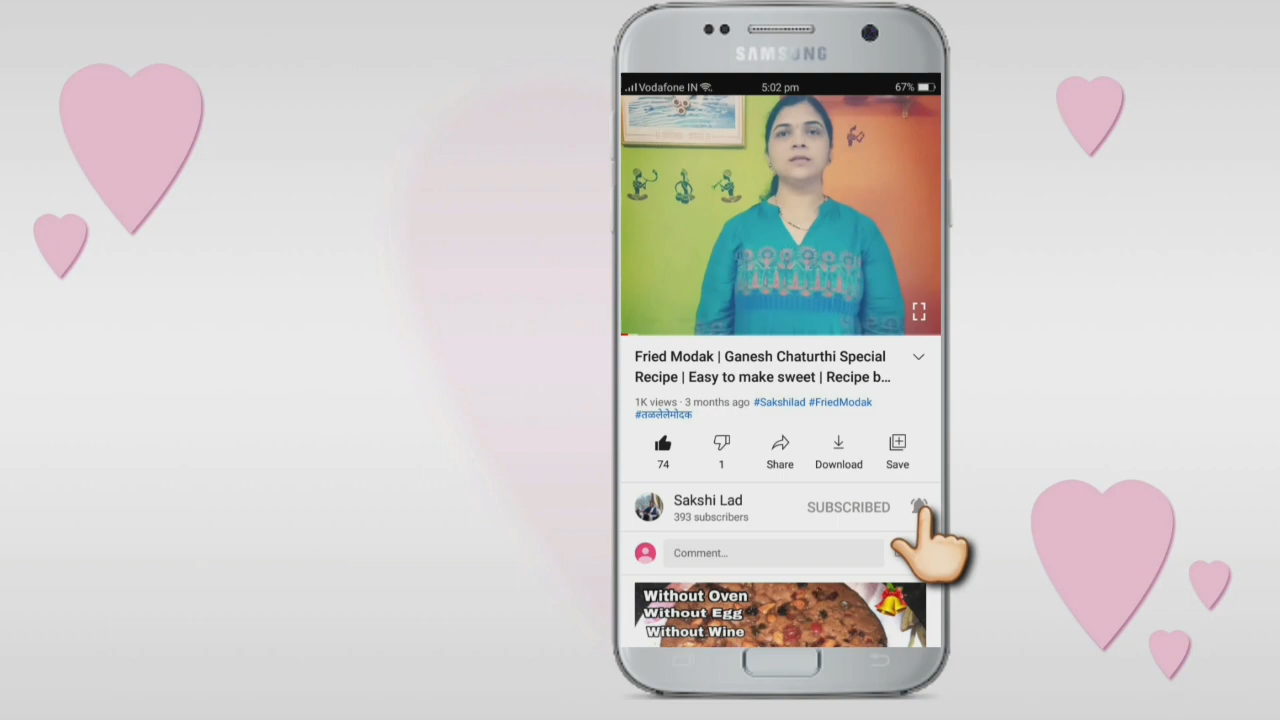 SAMSUNG
Vodafone IN 5:02 pm 67%
Fried Modak | Ganesh Chaturthi Special
Recipe | Easy to make sweet | Recipe b...
1K views · 3 months ago #Sakshilad #FriedModak
#तळलेलेमोदक
74 1 Share Download Save
Sakshi Lad
393 subscribers
SUBSCRIBED
Comment...
Without Oven
Without Egg
Without Wine